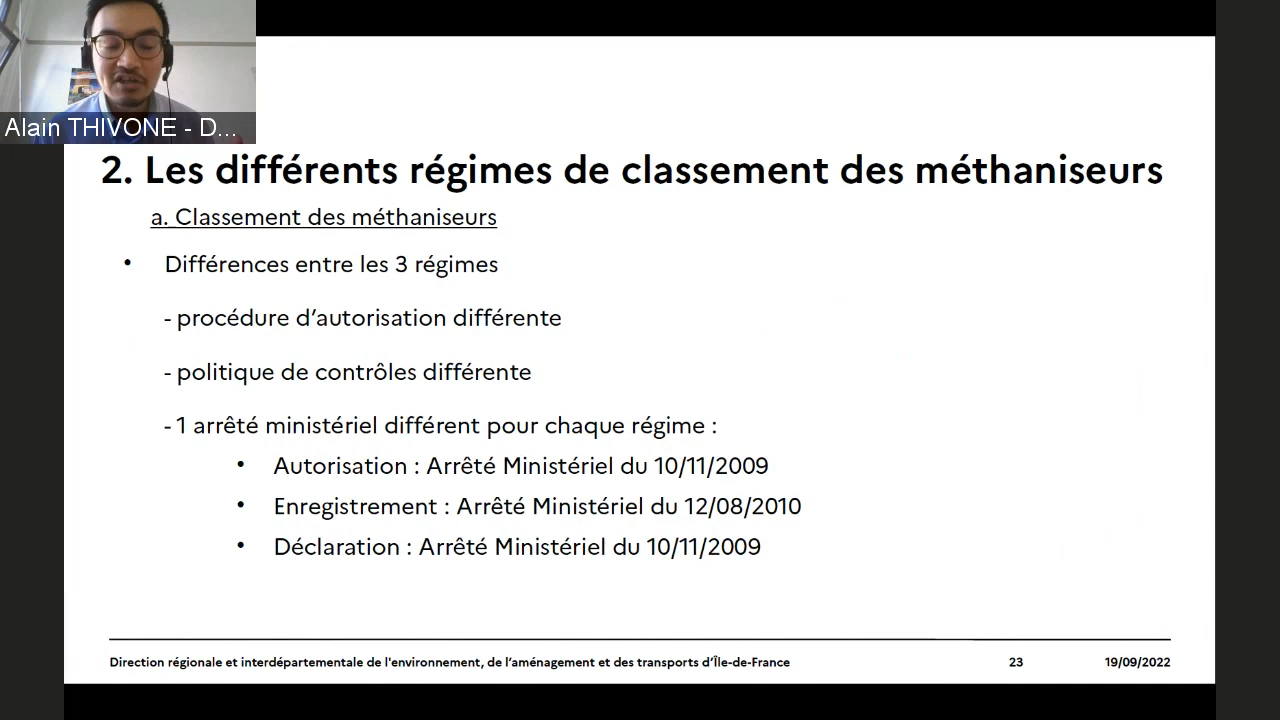 Alain THIVONE - D...
2. Les différents régimes de classement des méthaniseurs
a. Classement des méthaniseurs
• Différences entre les 3 régimes
- procédure d’autorisation différente
- politique de contrôles différente
- 1 arrêté ministériel différent pour chaque régime :
• Autorisation : Arrêté Ministériel du 10/11/2009
• Enregistrement : Arrêté Ministériel du 12/08/2010
• Déclaration : Arrêté Ministériel du 10/11/2009
Direction régionale et interdépartementale de l'environnement, de l’aménagement et des transports d’Île-de-France 23 19/09/2022